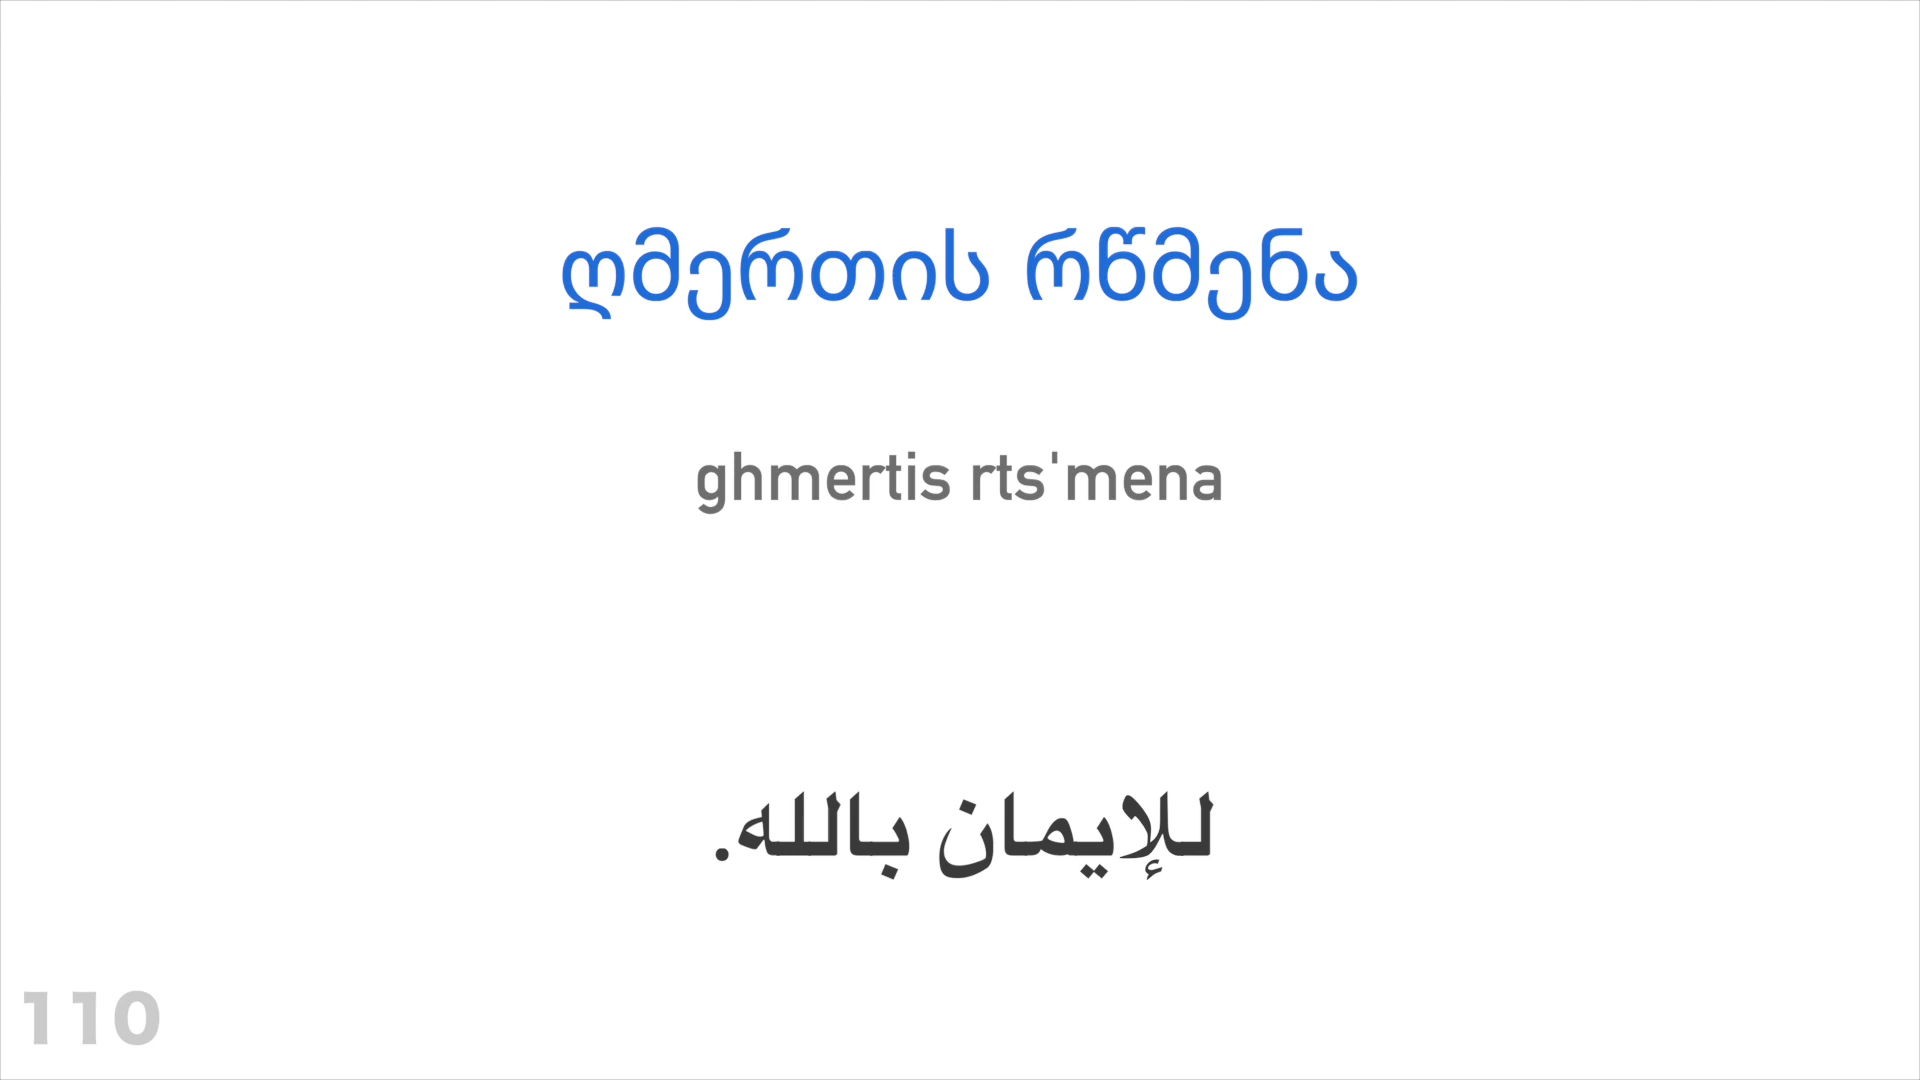 ღმერთის რწმენა
ghmertis rts'mena
للإيمان بالله.
110